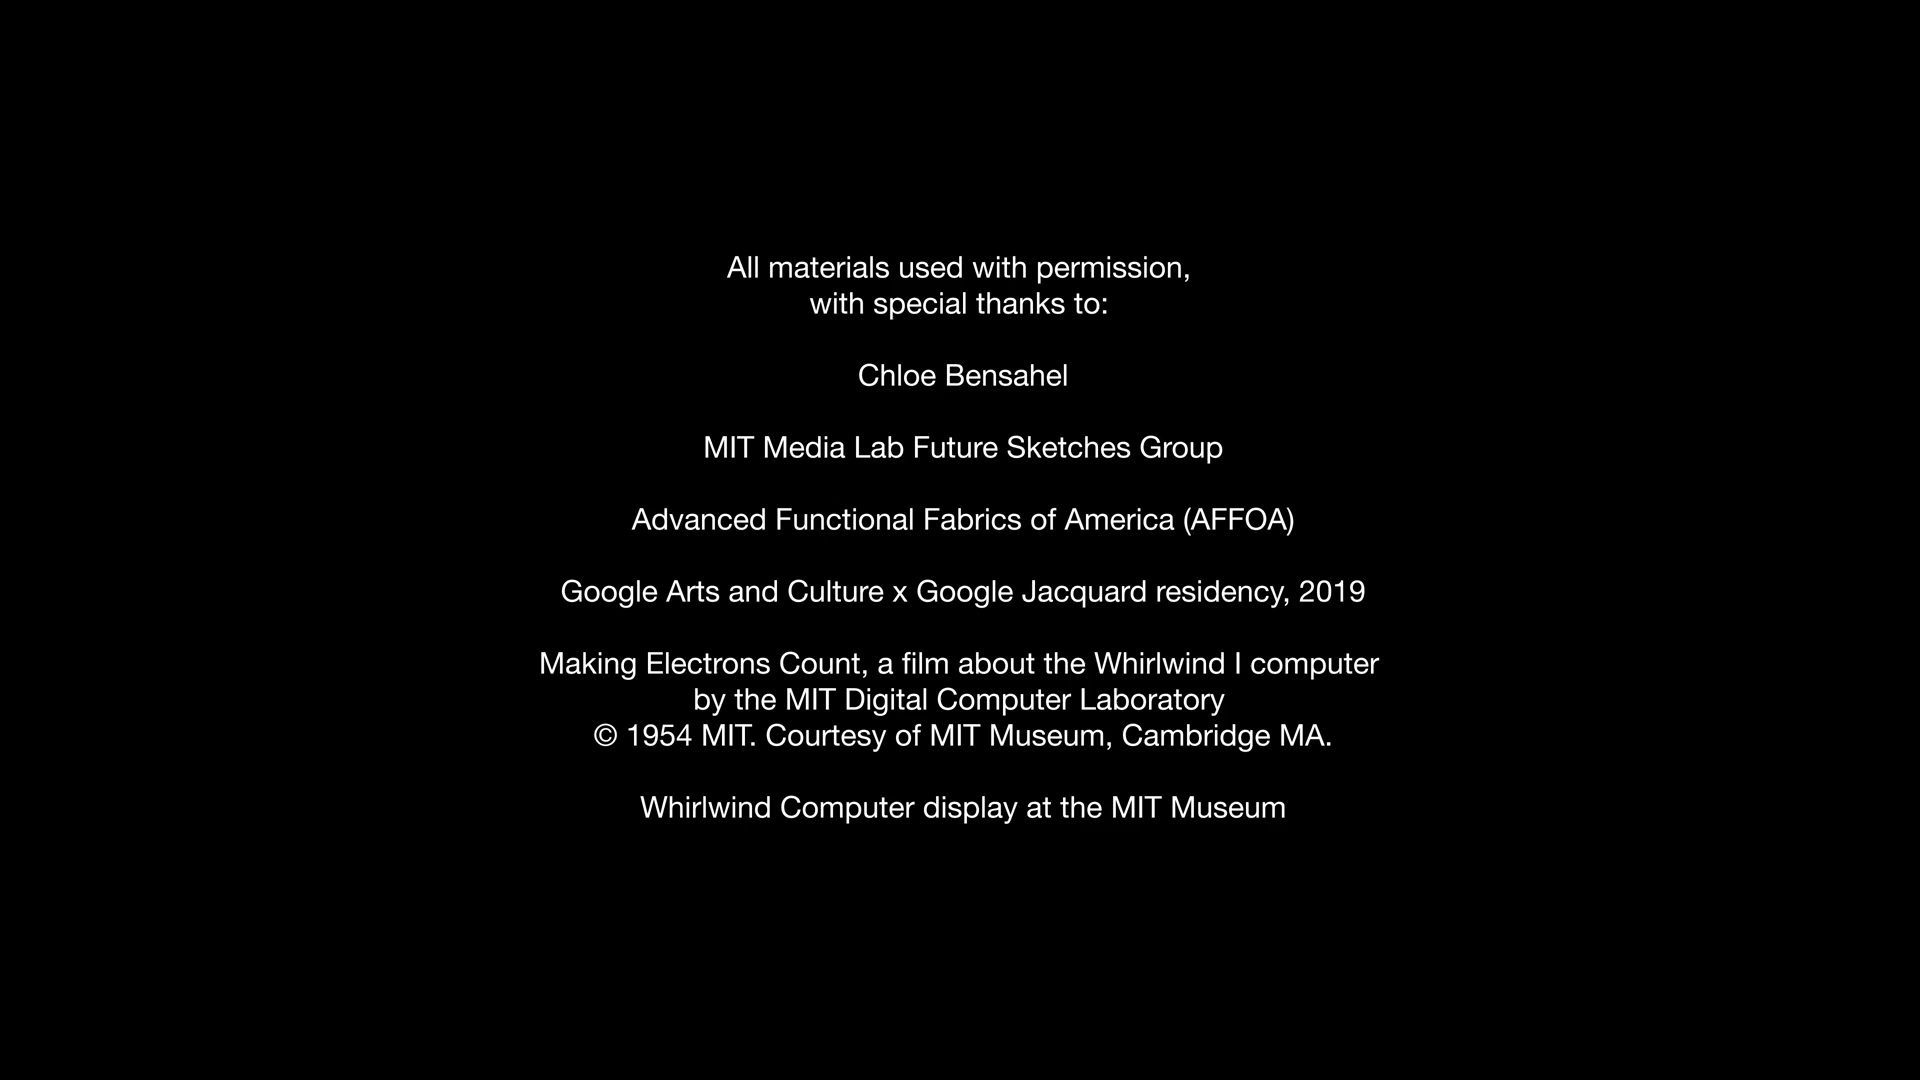 All materials used with permission,
with special thanks to:
Chloe Bensahel
MIT Media Lab Future Sketches Group
Advanced Functional Fabrics of America (AFFOA)
Google Arts and Culture x Google Jacquard residency, 2019
Making Electrons Count, a film about the Whirlwind I computer
by the MIT Digital Computer Laboratory
© 1954 MIT. Courtesy of MIT Museum, Cambridge MA.
Whirlwind Computer display at the MIT Museum